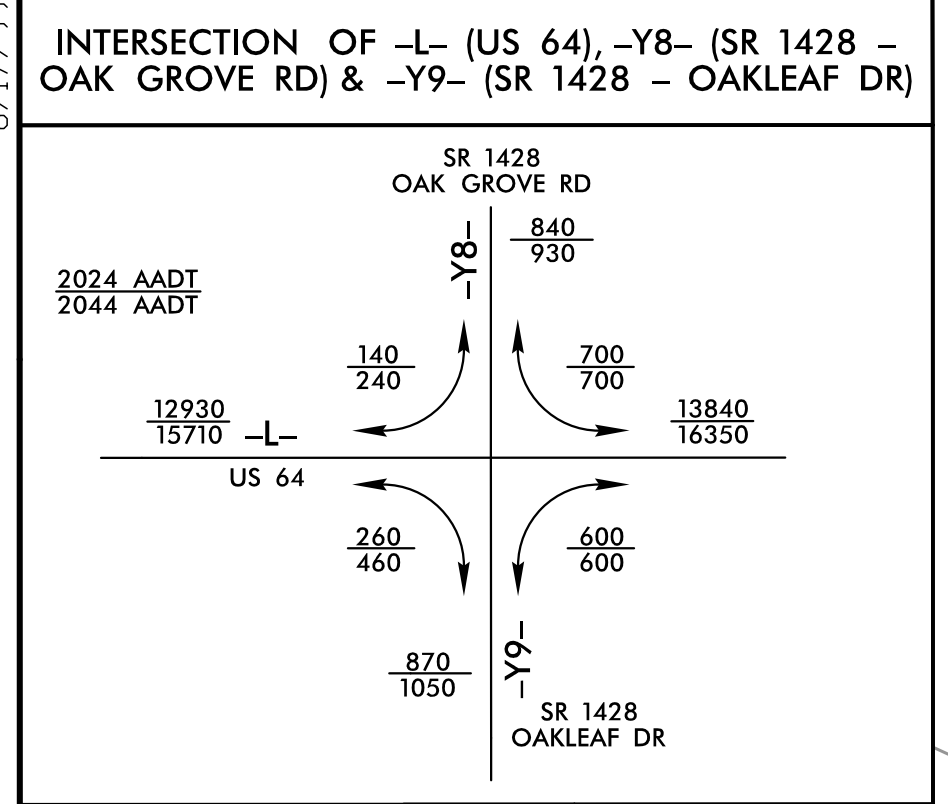 INTERSECTION OF –L– (US 64), –Y8– (SR 1428 –
OAK GROVE RD) & –Y9– (SR 1428 – OAKLEAF DR)
SR 1428
OAK GROVE RD
–Y8–
840
930
2024 AADT
2044 AADT
140
240
700
700
12930
15710
–L–
13840
16350
US 64
260
460
600
600
870
1050
–Y9–
SR 1428
OAKLEAF DR